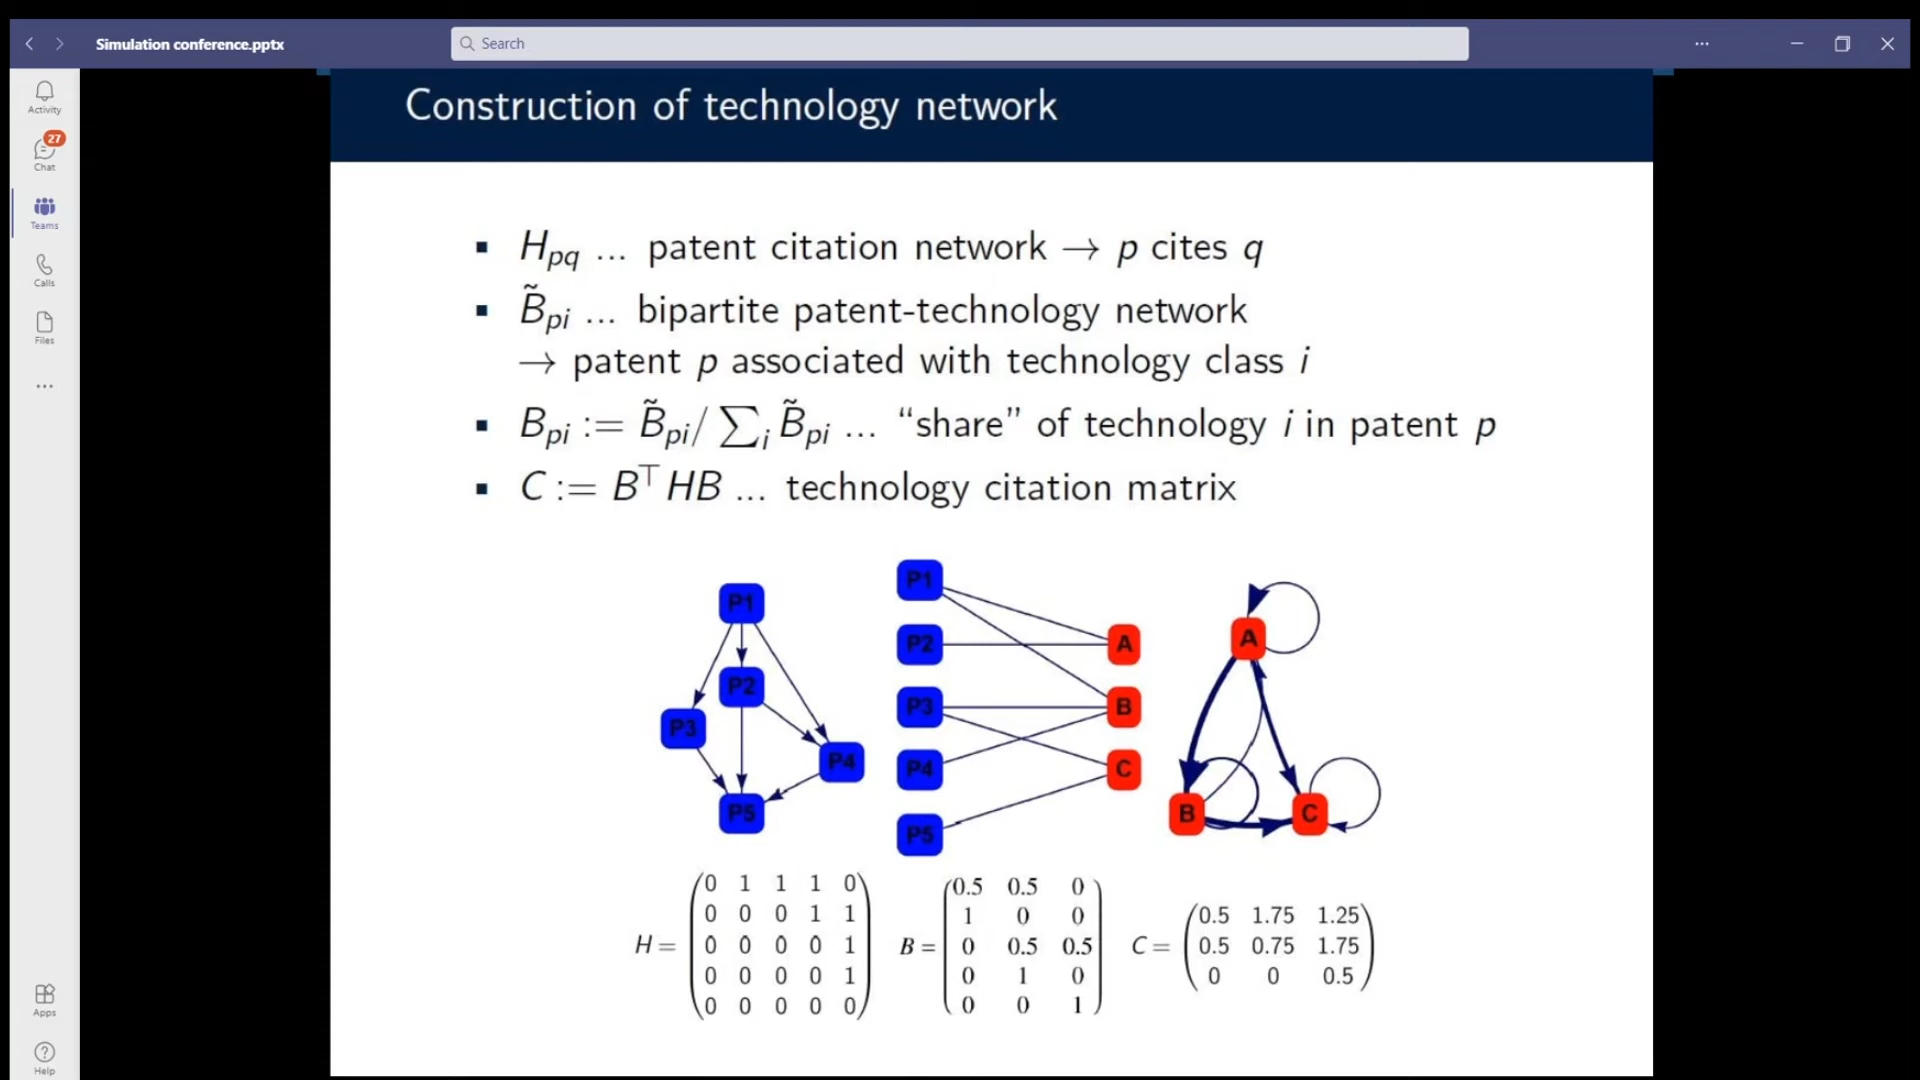 Simulation conference.pptx
Search
Activity
27
Chat
Teams
Calls
Files
Apps
Help
Construction of technology network
H_pq ... patent citation network → p cites q
B̃_pi ... bipartite patent-technology network
→ patent p associated with technology class i
B_pi := B̃_pi / ∑_i B̃_pi ... “share” of technology i in patent p
C := B^⊤HB ... technology citation matrix
P1
P2
P3
P4
P5
P1
P2
P3
P4
P5
A
B
C
A
B
C
H =
0 1 1 1 0
0 0 0 1 1
0 0 0 0 1
0 0 0 0 1
0 0 0 0 0
B =
0.5 0.5 0
1 0 0
0 0.5 0.5
0 1 0
0 0 1
C =
0.5 1.75 1.25
0.5 0.75 1.75
0 0 0.5